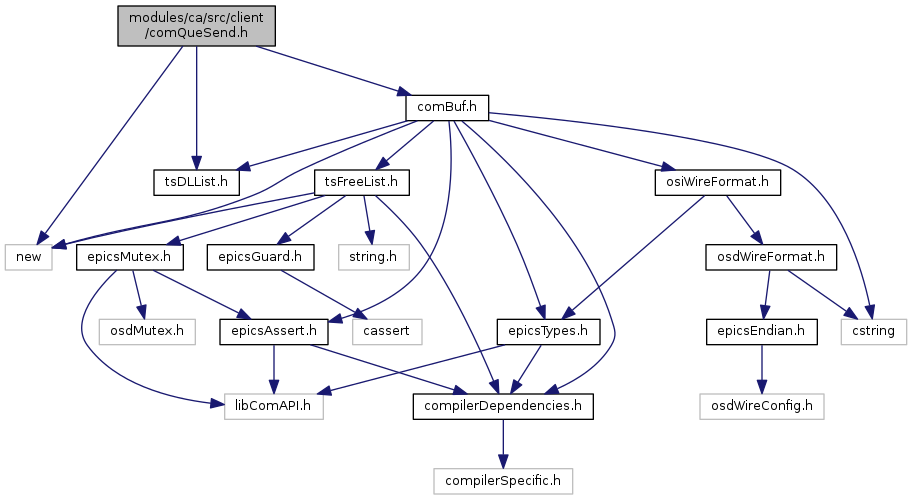 modules/ca/src/client
/comQueSend.h
comBuf.h
tsDLList.h
tsFreeList.h
osiWireFormat.h
new
epicsMutex.h
epicsGuard.h
string.h
osdWireFormat.h
osdMutex.h
epicsAssert.h
cassert
epicsTypes.h
epicsEndian.h
cstring
libComAPI.h
compilerDependencies.h
osdWireConfig.h
compilerSpecific.h